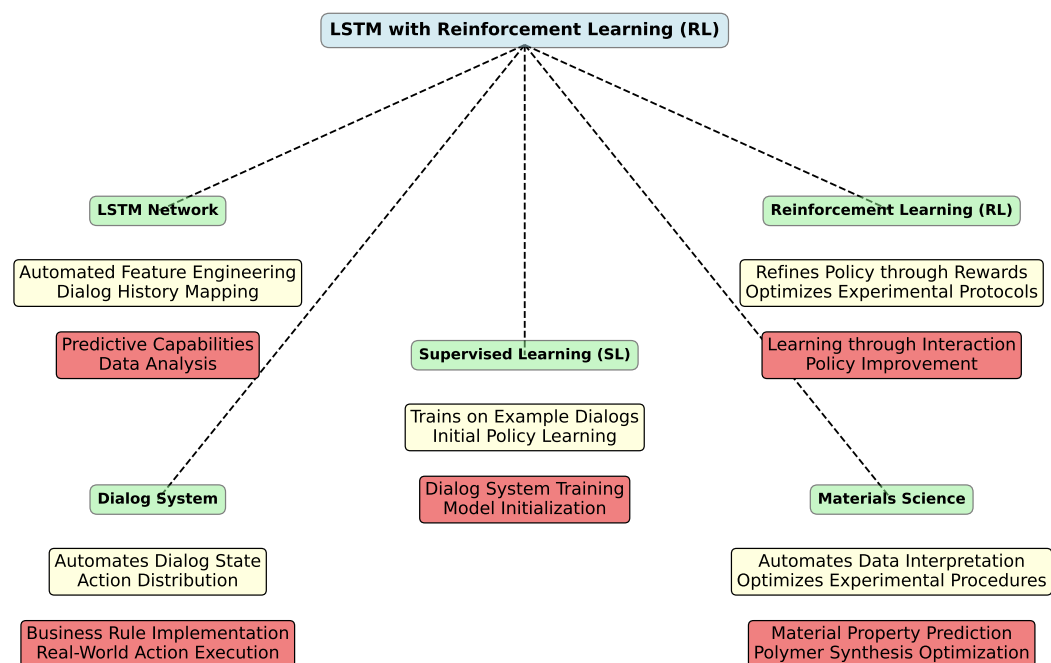 LSTM with Reinforcement Learning (RL)
LSTM Network
Automated Feature Engineering
Dialog History Mapping
Predictive Capabilities
Data Analysis
Reinforcement Learning (RL)
Refines Policy through Rewards
Optimizes Experimental Protocols
Learning through Interaction
Policy Improvement
Supervised Learning (SL)
Trains on Example Dialogs
Initial Policy Learning
Dialog System Training
Model Initialization
Dialog System
Automates Dialog State
Action Distribution
Business Rule Implementation
Real-World Action Execution
Materials Science
Automates Data Interpretation
Optimizes Experimental Procedures
Material Property Prediction
Polymer Synthesis Optimization